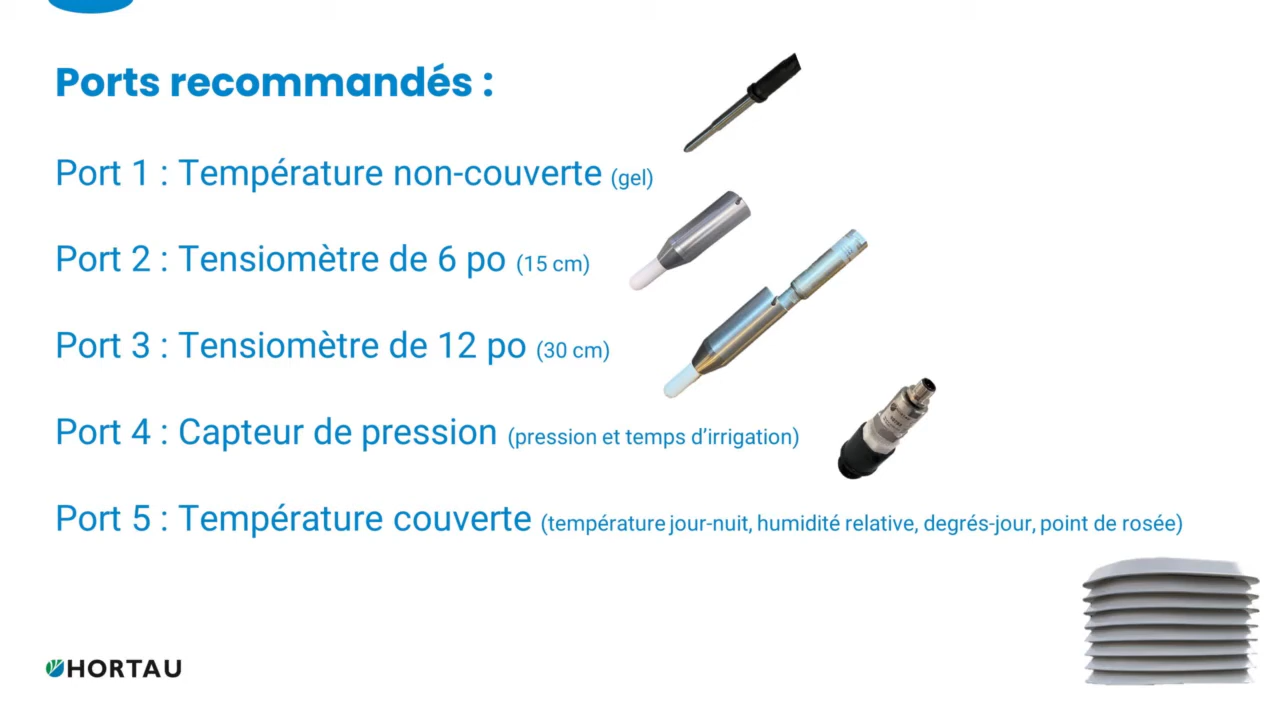 Ports recommandés :
Port 1 : Température non-couverte (gel)
Port 2 : Tensiomètre de 6 po (15 cm)
Port 3 : Tensiomètre de 12 po (30 cm)
Port 4 : Capteur de pression (pression et temps d’irrigation)
Port 5 : Température couverte (température jour-nuit, humidité relative, degrés-jour, point de rosée)
HORTAU